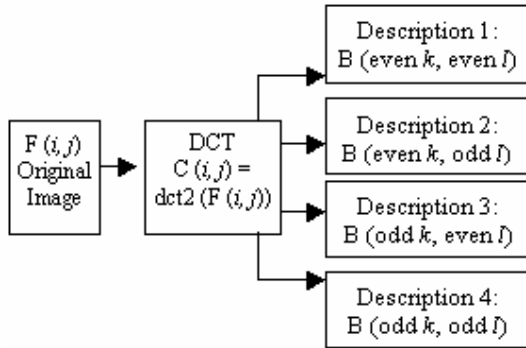 F (i, j)
Original
Image
DCT
C (i, j) =
dct2 (F (i, j))
Description 1:
B (even k, even l)
Description 2:
B (even k, odd l)
Description 3:
B (odd k, even l)
Description 4:
B (odd k, odd l)